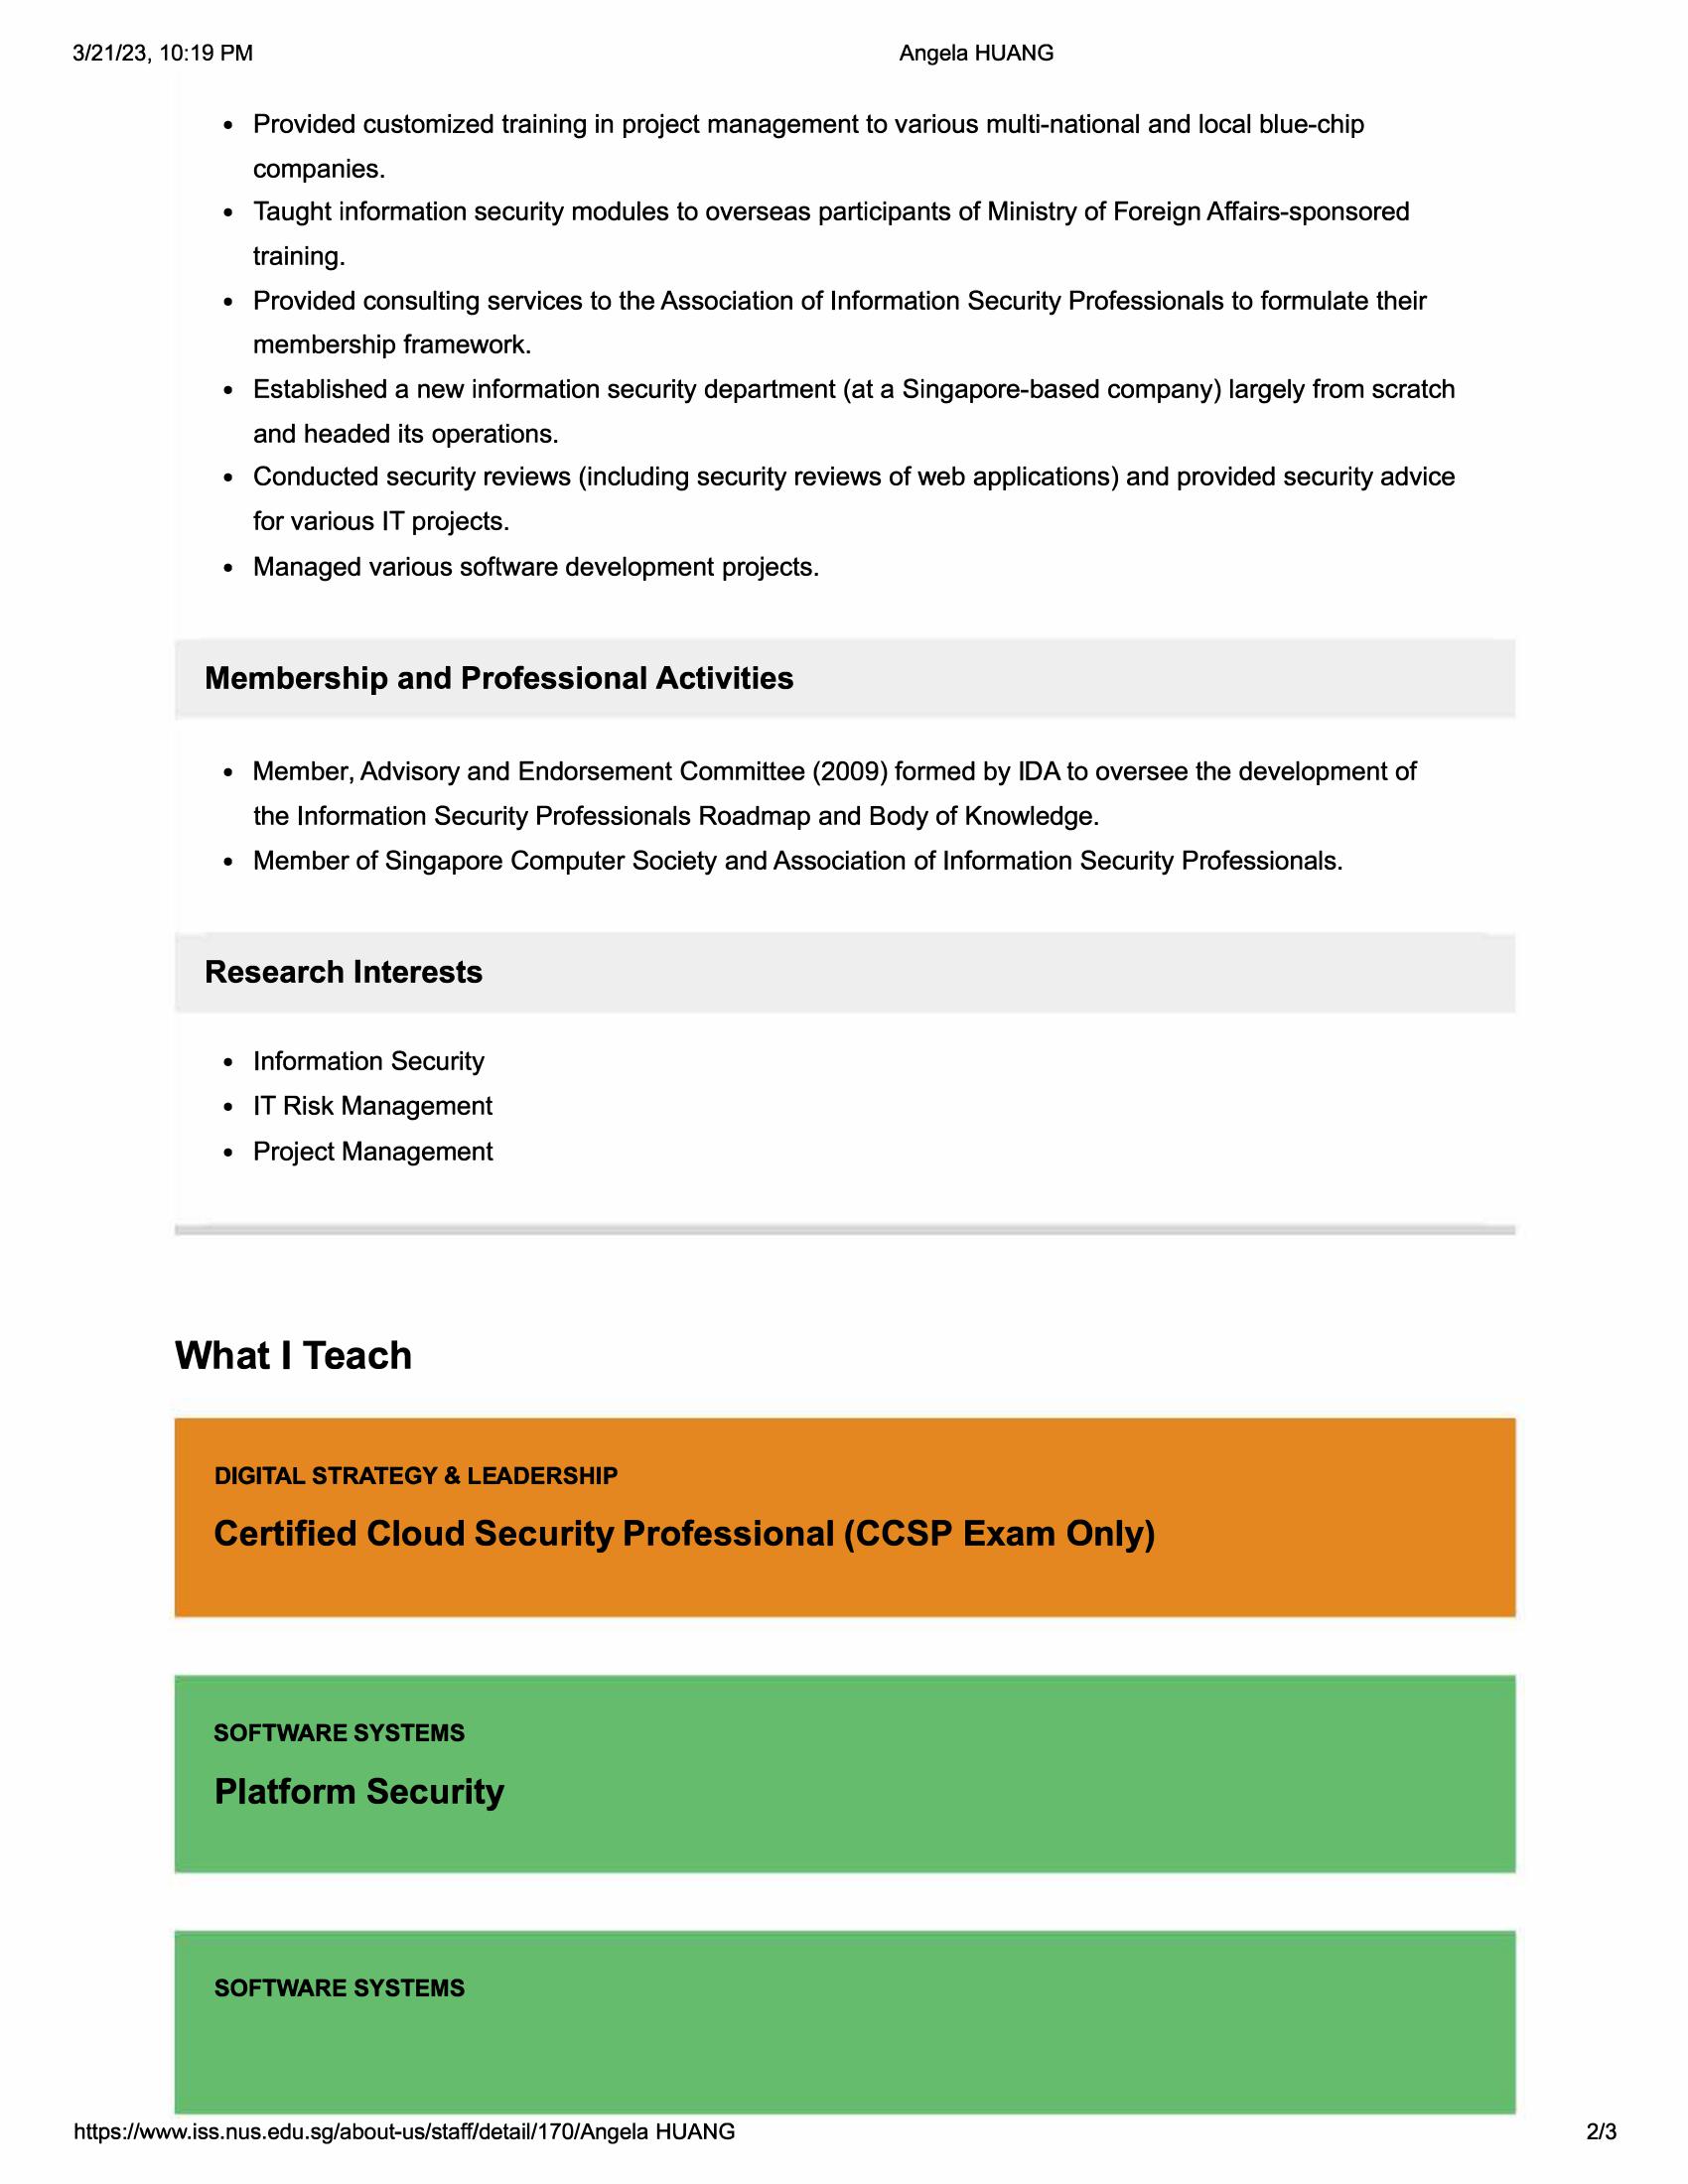 3/21/23, 10:19 PM
Angela HUANG
• Provided customized training in project management to various multi-national and local blue-chip
companies.
• Taught information security modules to overseas participants of Ministry of Foreign Affairs-sponsored
training.
• Provided consulting services to the Association of Information Security Professionals to formulate their
membership framework.
• Established a new information security department (at a Singapore-based company) largely from scratch
and headed its operations.
• Conducted security reviews (including security reviews of web applications) and provided security advice
for various IT projects.
• Managed various software development projects.
Membership and Professional Activities
• Member, Advisory and Endorsement Committee (2009) formed by IDA to oversee the development of
the Information Security Professionals Roadmap and Body of Knowledge.
• Member of Singapore Computer Society and Association of Information Security Professionals.
Research Interests
• Information Security
• IT Risk Management
• Project Management
What I Teach
DIGITAL STRATEGY & LEADERSHIP
Certified Cloud Security Professional (CCSP Exam Only)
SOFTWARE SYSTEMS
Platform Security
SOFTWARE SYSTEMS
https://www.iss.nus.edu.sg/about-us/staff/detail/170/Angela HUANG
2/3